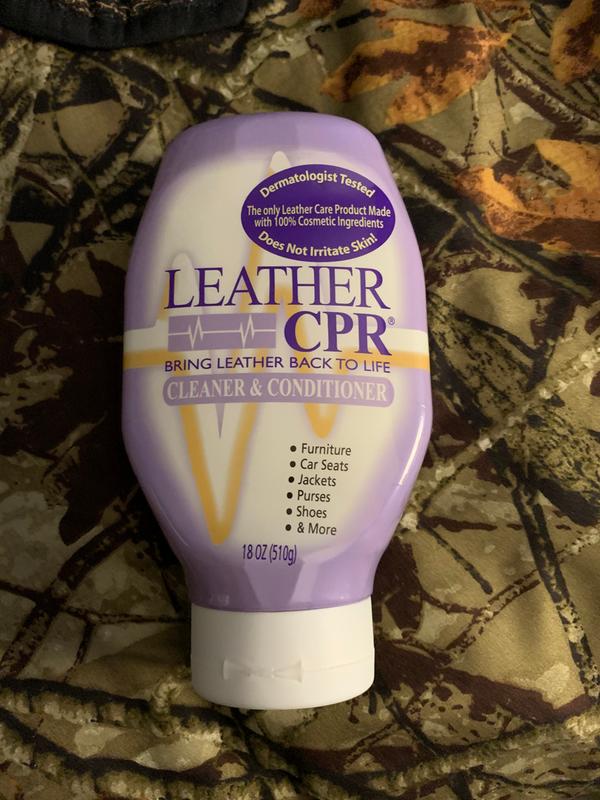 Dermatologist Tested
The only Leather Care Product Made
with 100% Cosmetic Ingredients
Does Not Irritate Skin!
LEATHER
CPR®
BRING LEATHER BACK TO LIFE
CLEANER & CONDITIONER
• Furniture
• Car Seats
• Jackets
• Purses
• Shoes
• & More
18 OZ (510g)